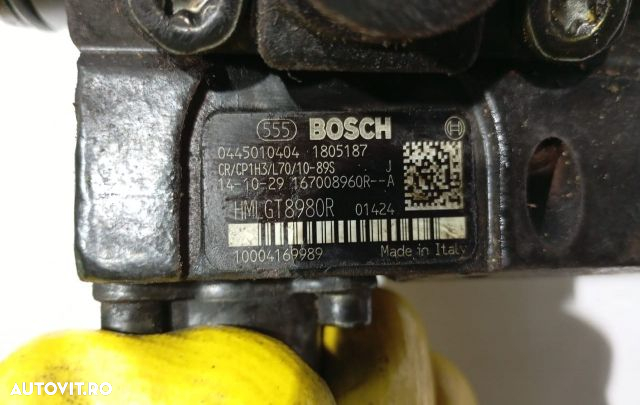 555 BOSCH
0445010404 1805187
CR/CP1H3/L70/10-89S J
14-10-29 167008960R--A
HMLGT8980R 01424
10004169989 Made in Italy
AUTOVIT.RO